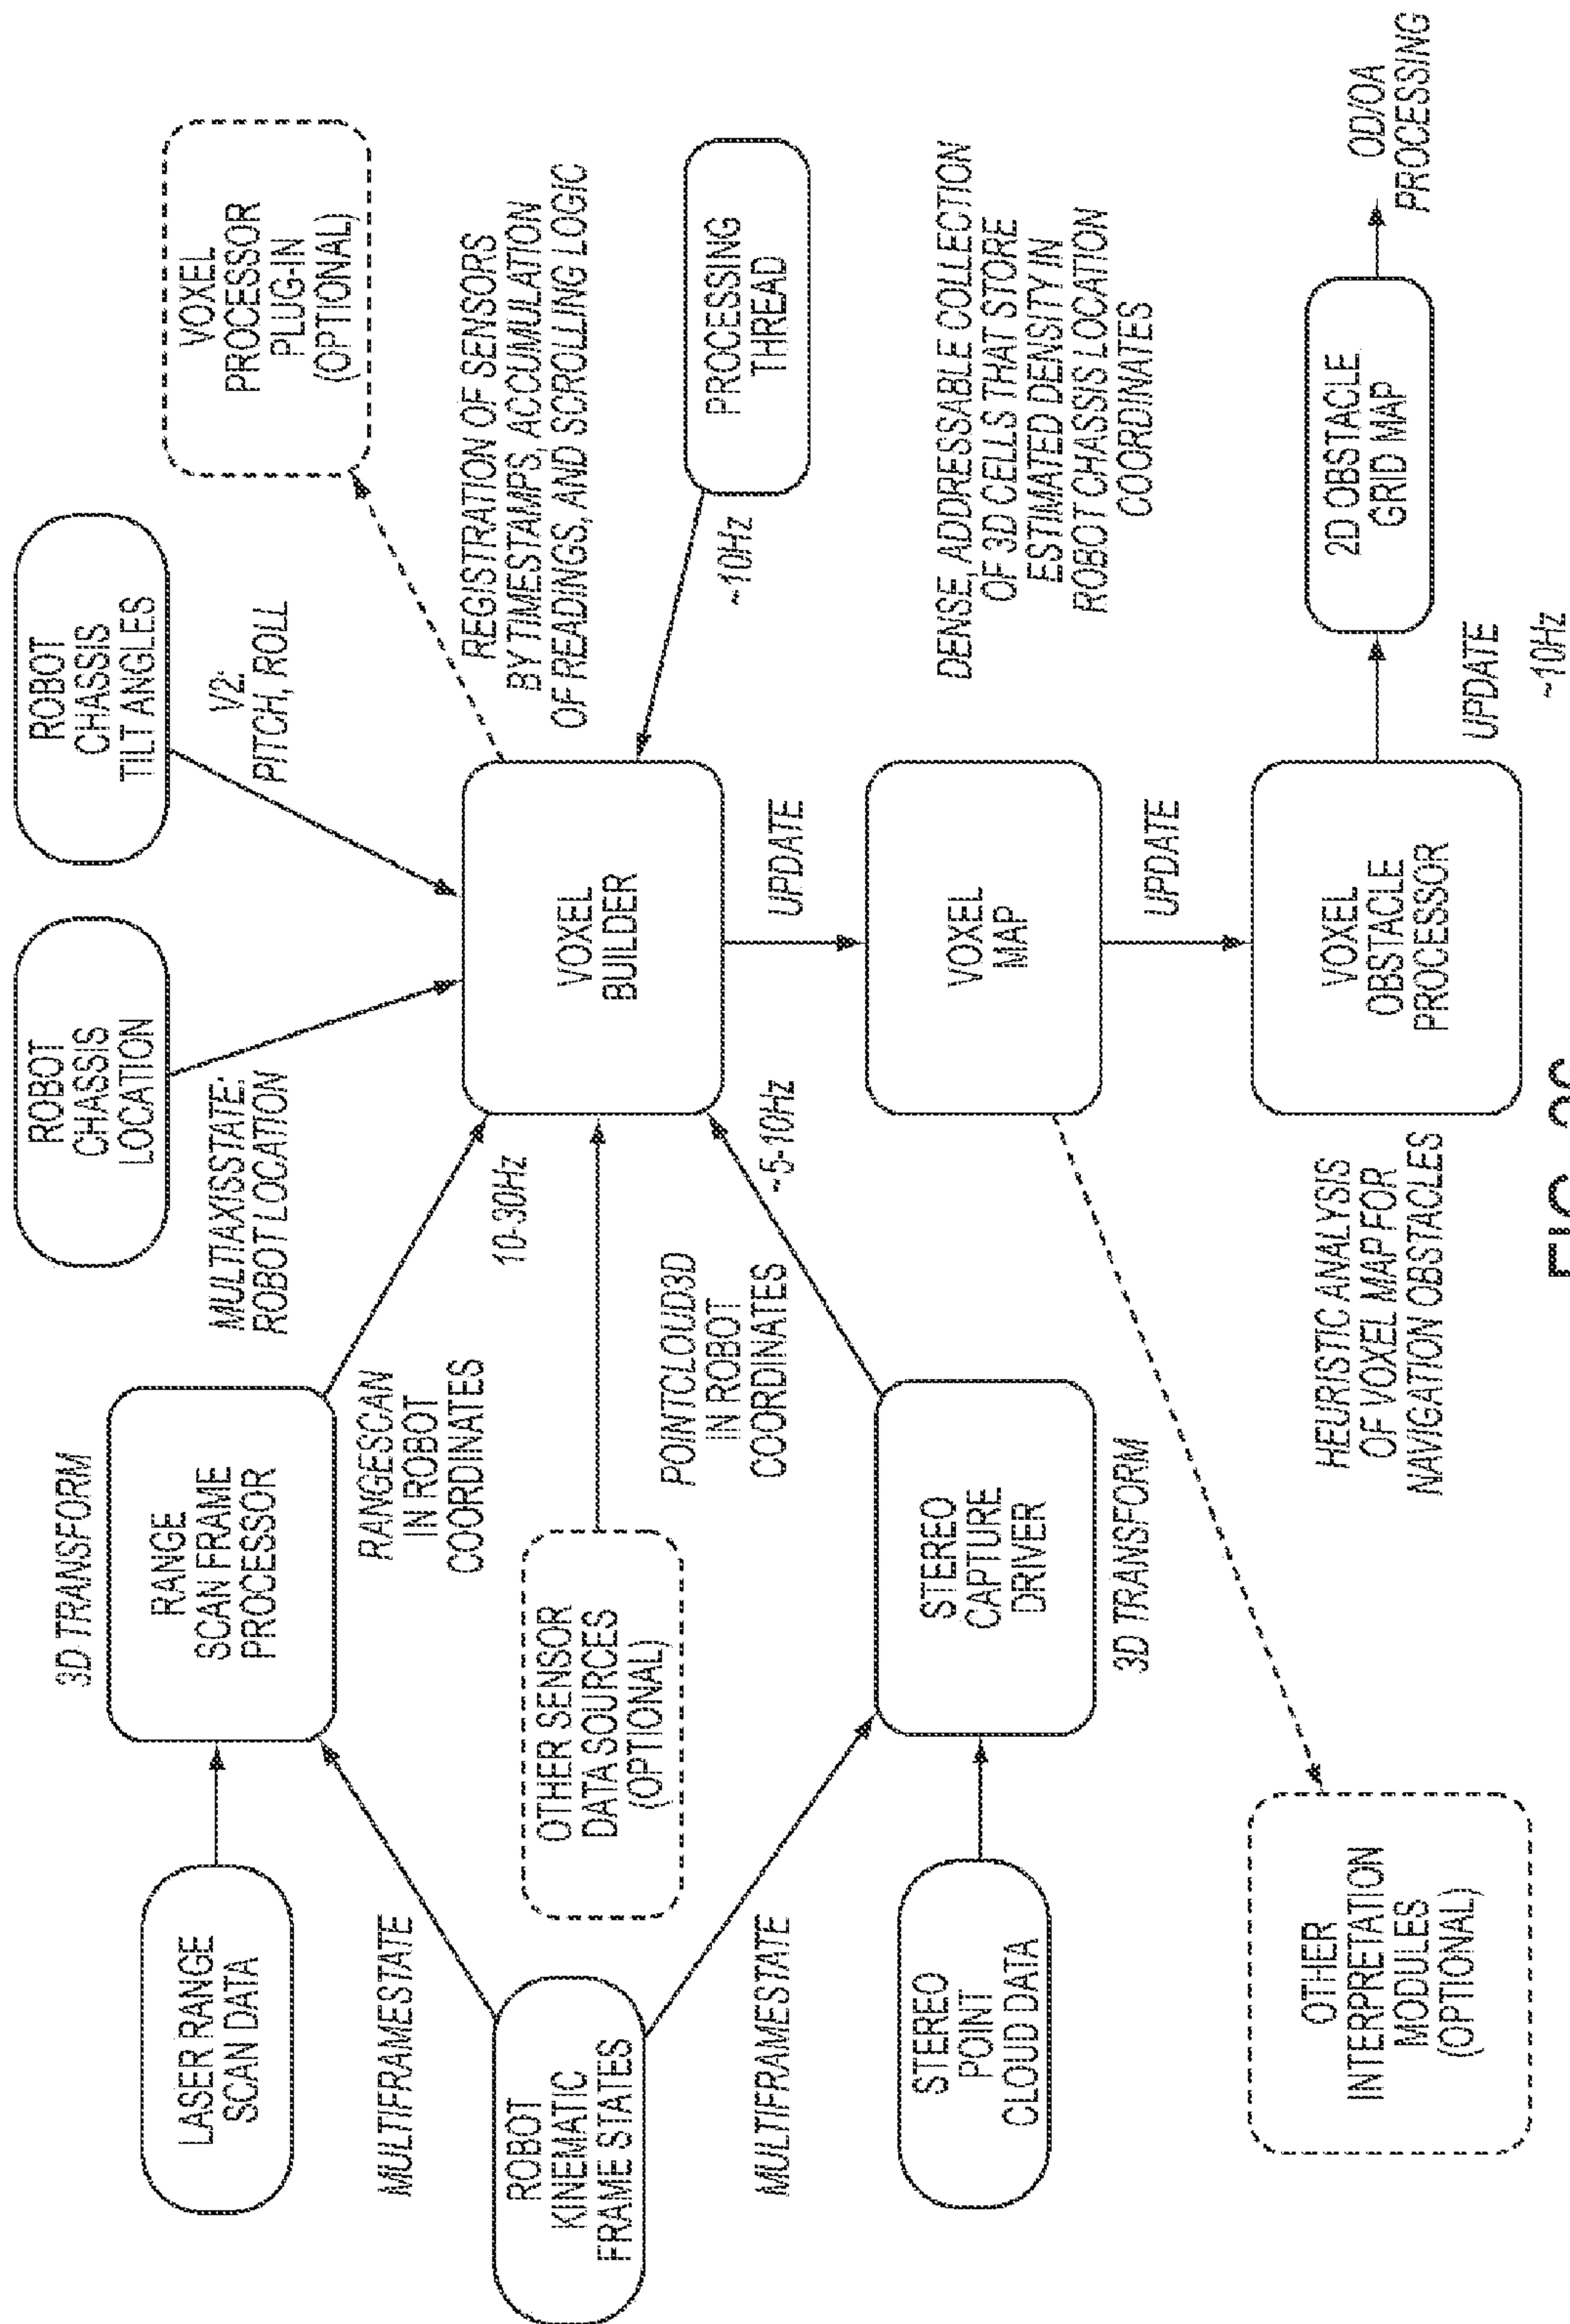 ROBOT
CHASSIS
LOCATION
ROBOT
CHASSIS
TILT ANGLES
VOXEL
PROCESSOR
PLUG-IN
(OPTIONAL)
MULTIAXISSTATE:
ROBOT LOCATION
V2:
PITCH, ROLL
3D TRANSFORM
LASER RANGE
SCAN DATA
RANGE
SCAN FRAME
PROCESSOR
MULTIFRAMESTATE
RANGESCAN
IN ROBOT
COORDINATES
10-30Hz
REGISTRATION OF SENSORS
BY TIMESTAMPS, ACCUMULATION
OF READINGS, AND SCROLLING LOGIC
ROBOT
KINEMATIC
FRAME STATES
OTHER SENSOR
DATA SOURCES
(OPTIONAL)
VOXEL
BUILDER
PROCESSING
THREAD
~10Hz
POINTCLOUD3D
IN ROBOT
COORDINATES
~5-10Hz
UPDATE
MULTIFRAMESTATE
STEREO
POINT
CLOUD DATA
STEREO
CAPTURE
DRIVER
3D TRANSFORM
VOXEL
MAP
DENSE, ADDRESSABLE COLLECTION
OF 3D CELLS THAT STORE
ESTIMATED DENSITY IN
ROBOT CHASSIS LOCATION
COORDINATES
UPDATE
OTHER
INTERPRETATION
MODULES
(OPTIONAL)
HEURISTIC ANALYSIS
OF VOXEL MAP FOR
NAVIGATION OBSTACLES
VOXEL
OBSTACLE
PROCESSOR
UPDATE
~10Hz
2D OBSTACLE
GRID MAP
OD/OA
PROCESSING